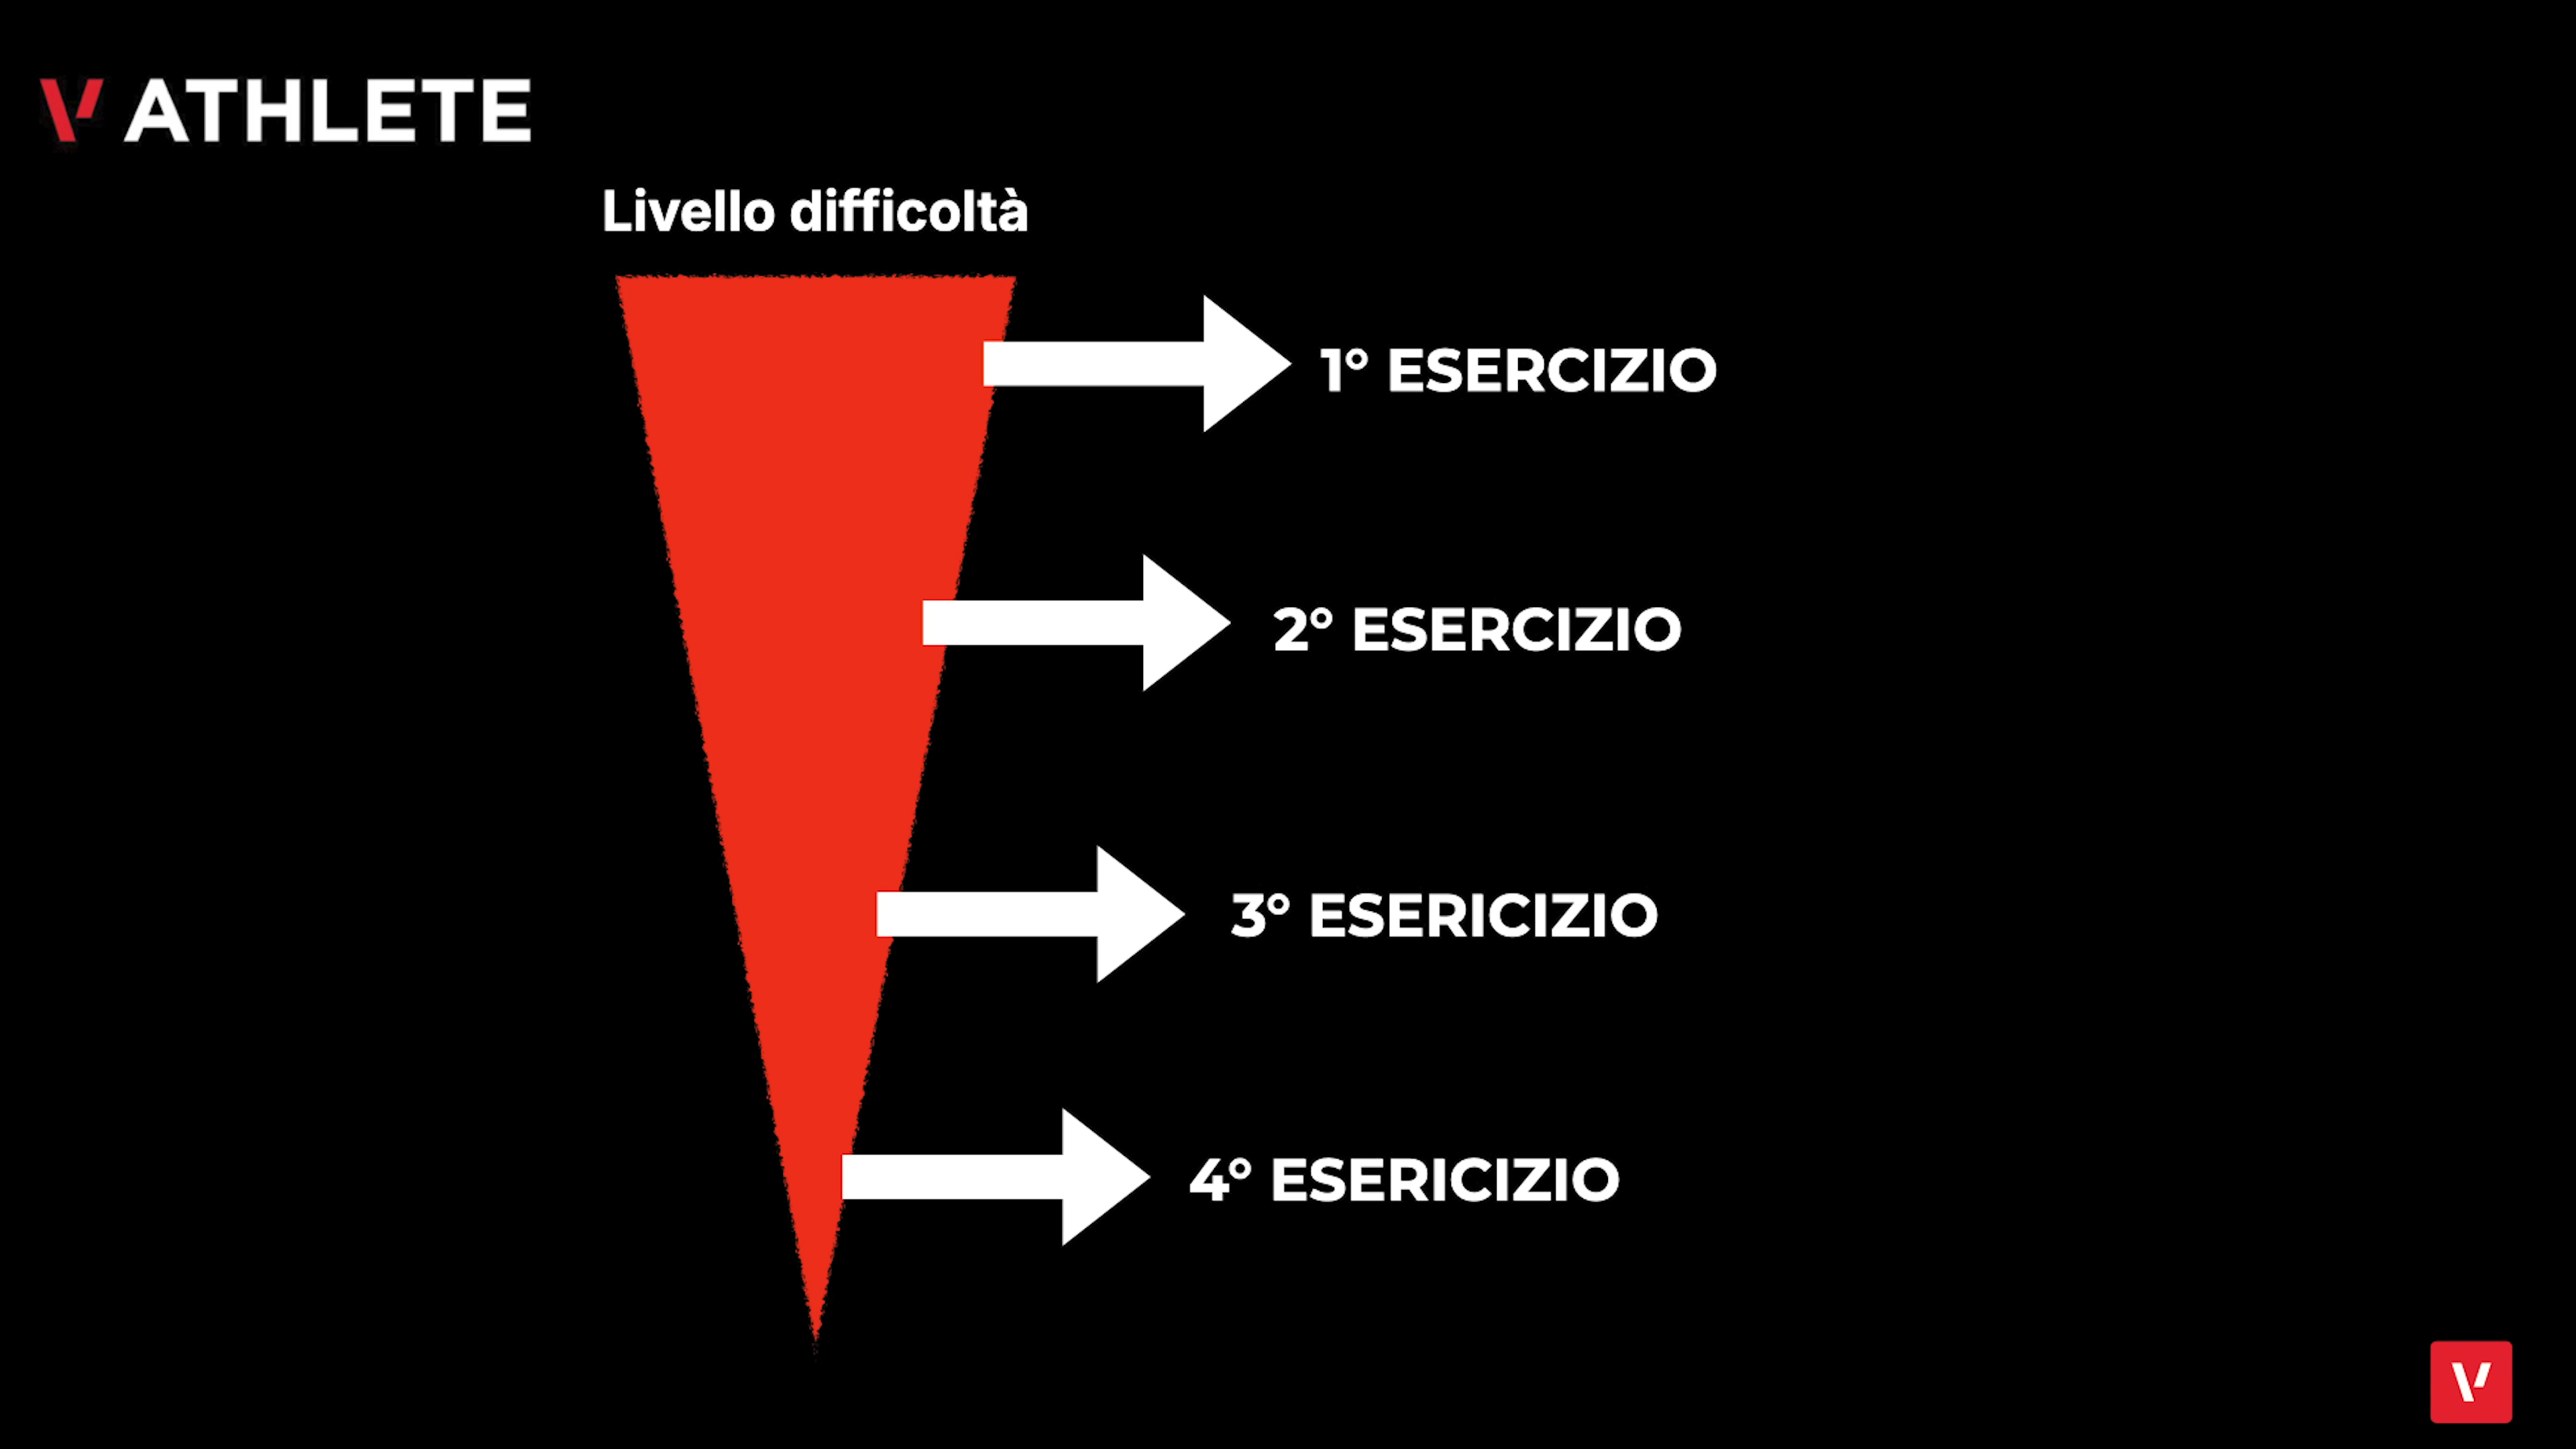 V ATHLETE
Livello difficoltà
1° ESERCIZIO
2° ESERCIZIO
3° ESERICIZIO
4° ESERICIZIO
V